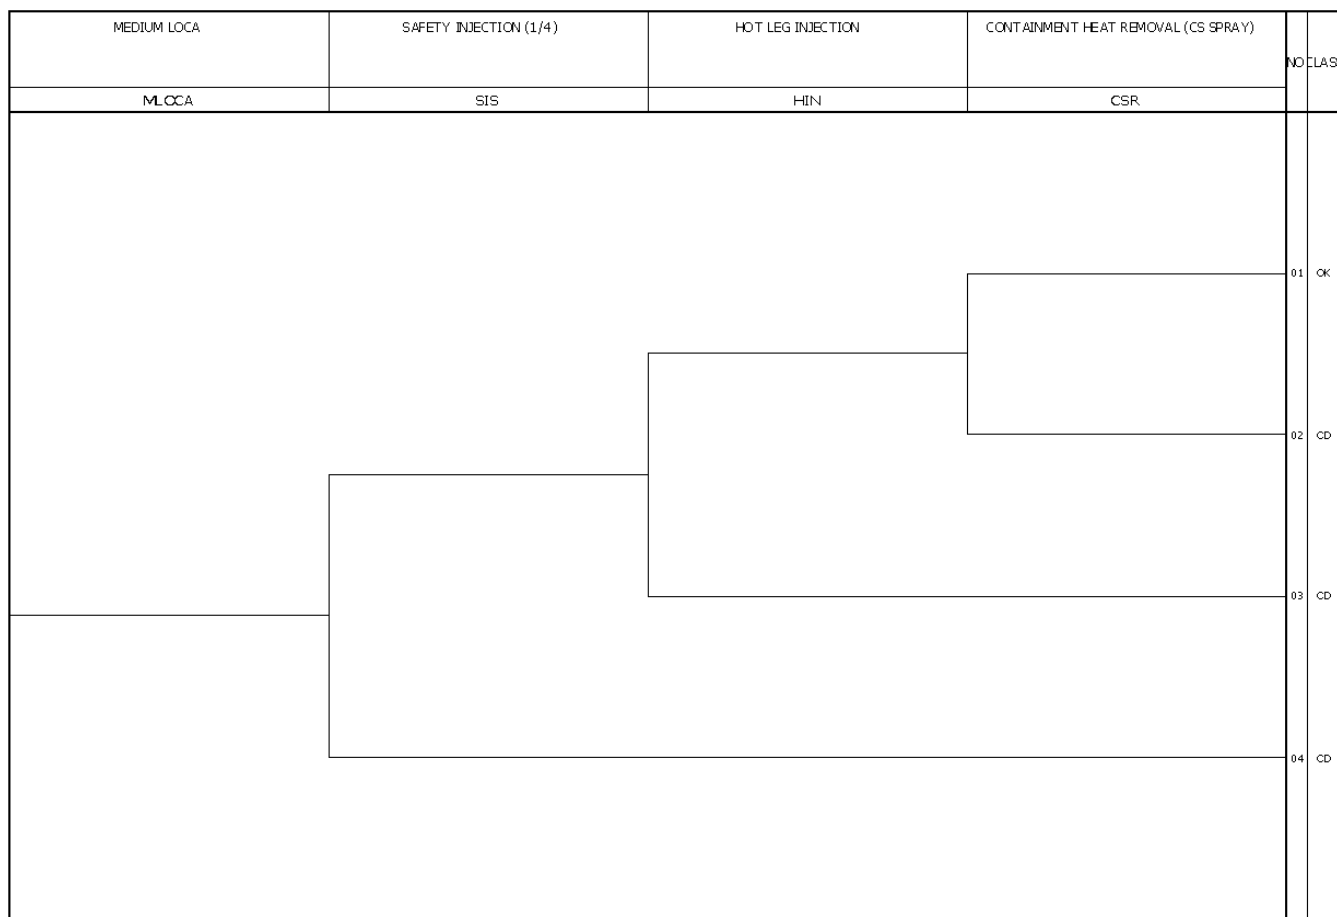 MEDIUM LOCA
SAFETY INJECTION (1/4)
HOT LEG INJECTION
CONTAINMENT HEAT REMOVAL (CS SPRAY)
NO
CLAS
MLOCA
SIS
HIN
CSR
01 OK
02 CD
03 CD
04 CD